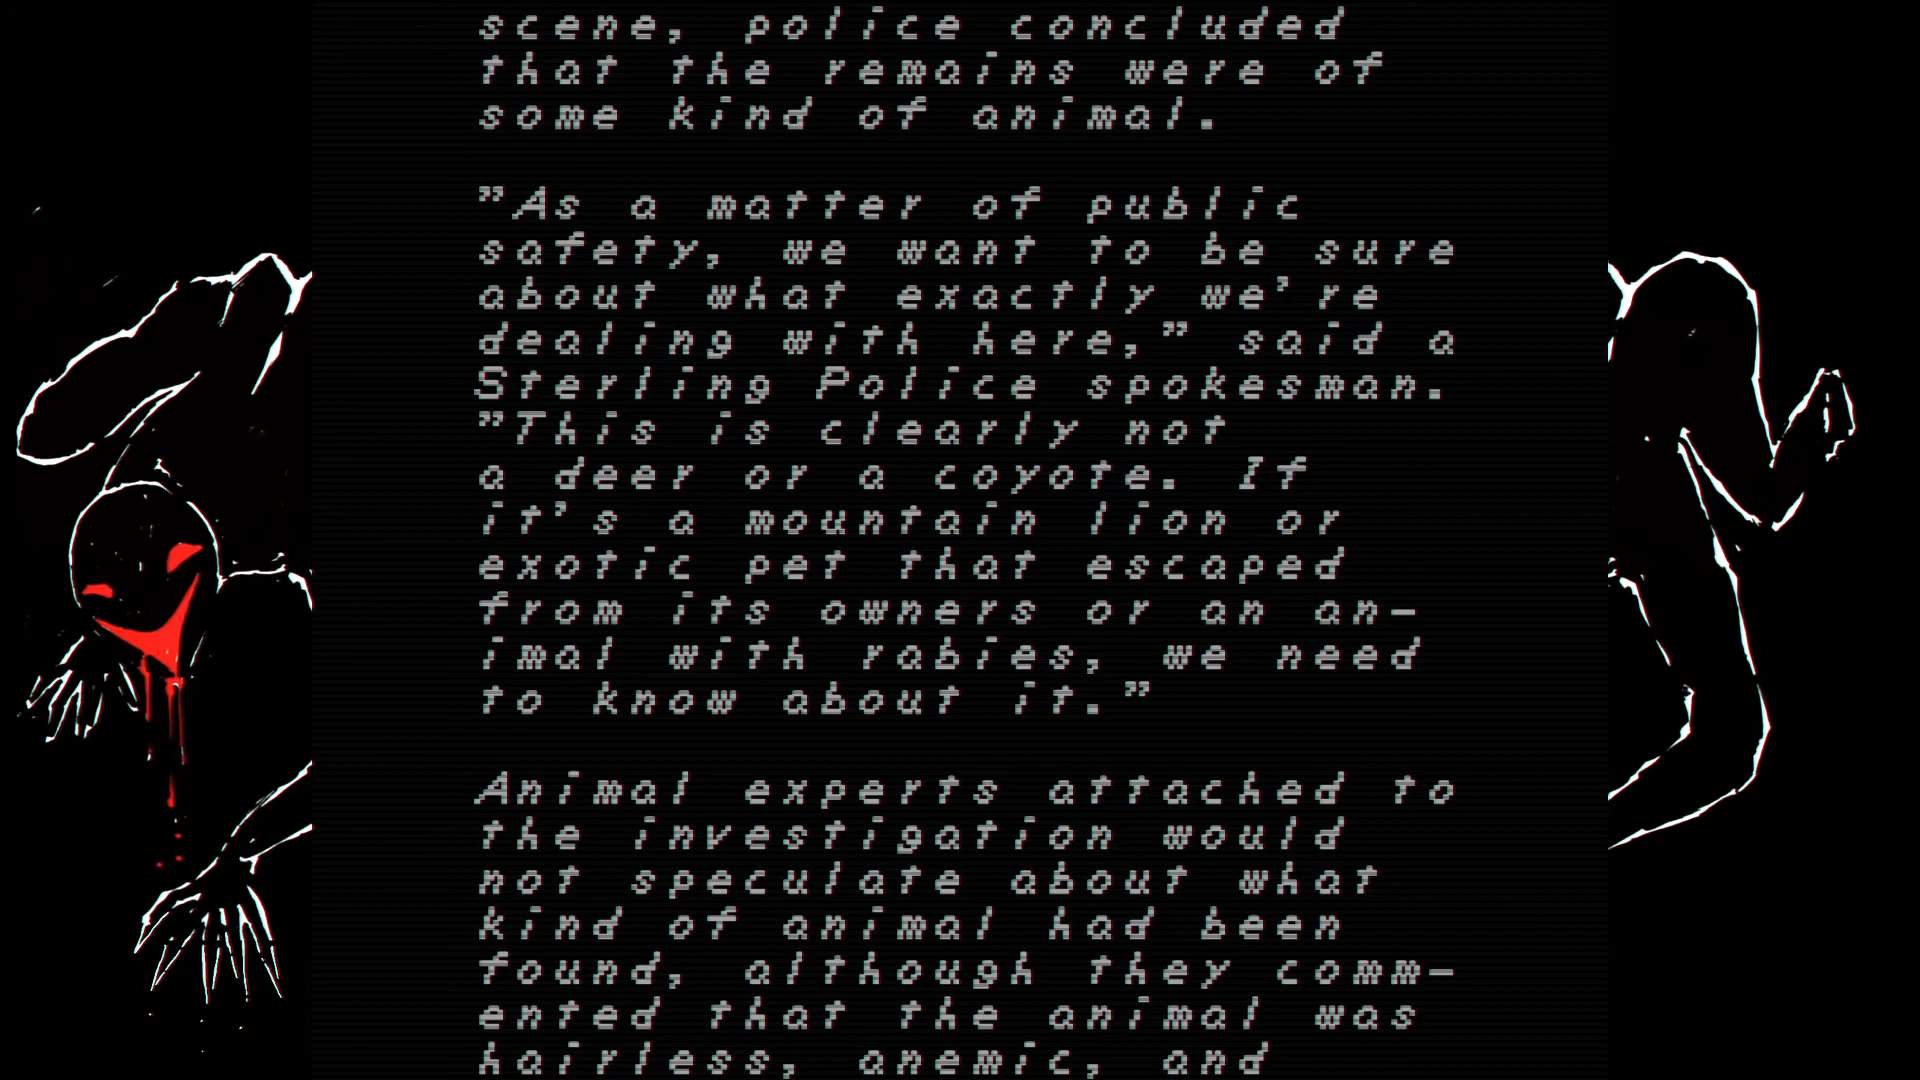 scene, police concluded
that the remains were of
some kind of animal.
"As a matter of public
safety, we want to be sure
about what exactly we're
dealing with here," said a
Sterling Police spokesman.
"This is clearly not
a deer or a coyote. If
it's a mountain lion or
exotic pet that escaped
from its owners or an an-
imal with rabies, we need
to know about it."
Animal experts attached to
the investigation would
not speculate about what
kind of animal had been
found, although they comm-
ented that the animal was
hairless, anemic, and